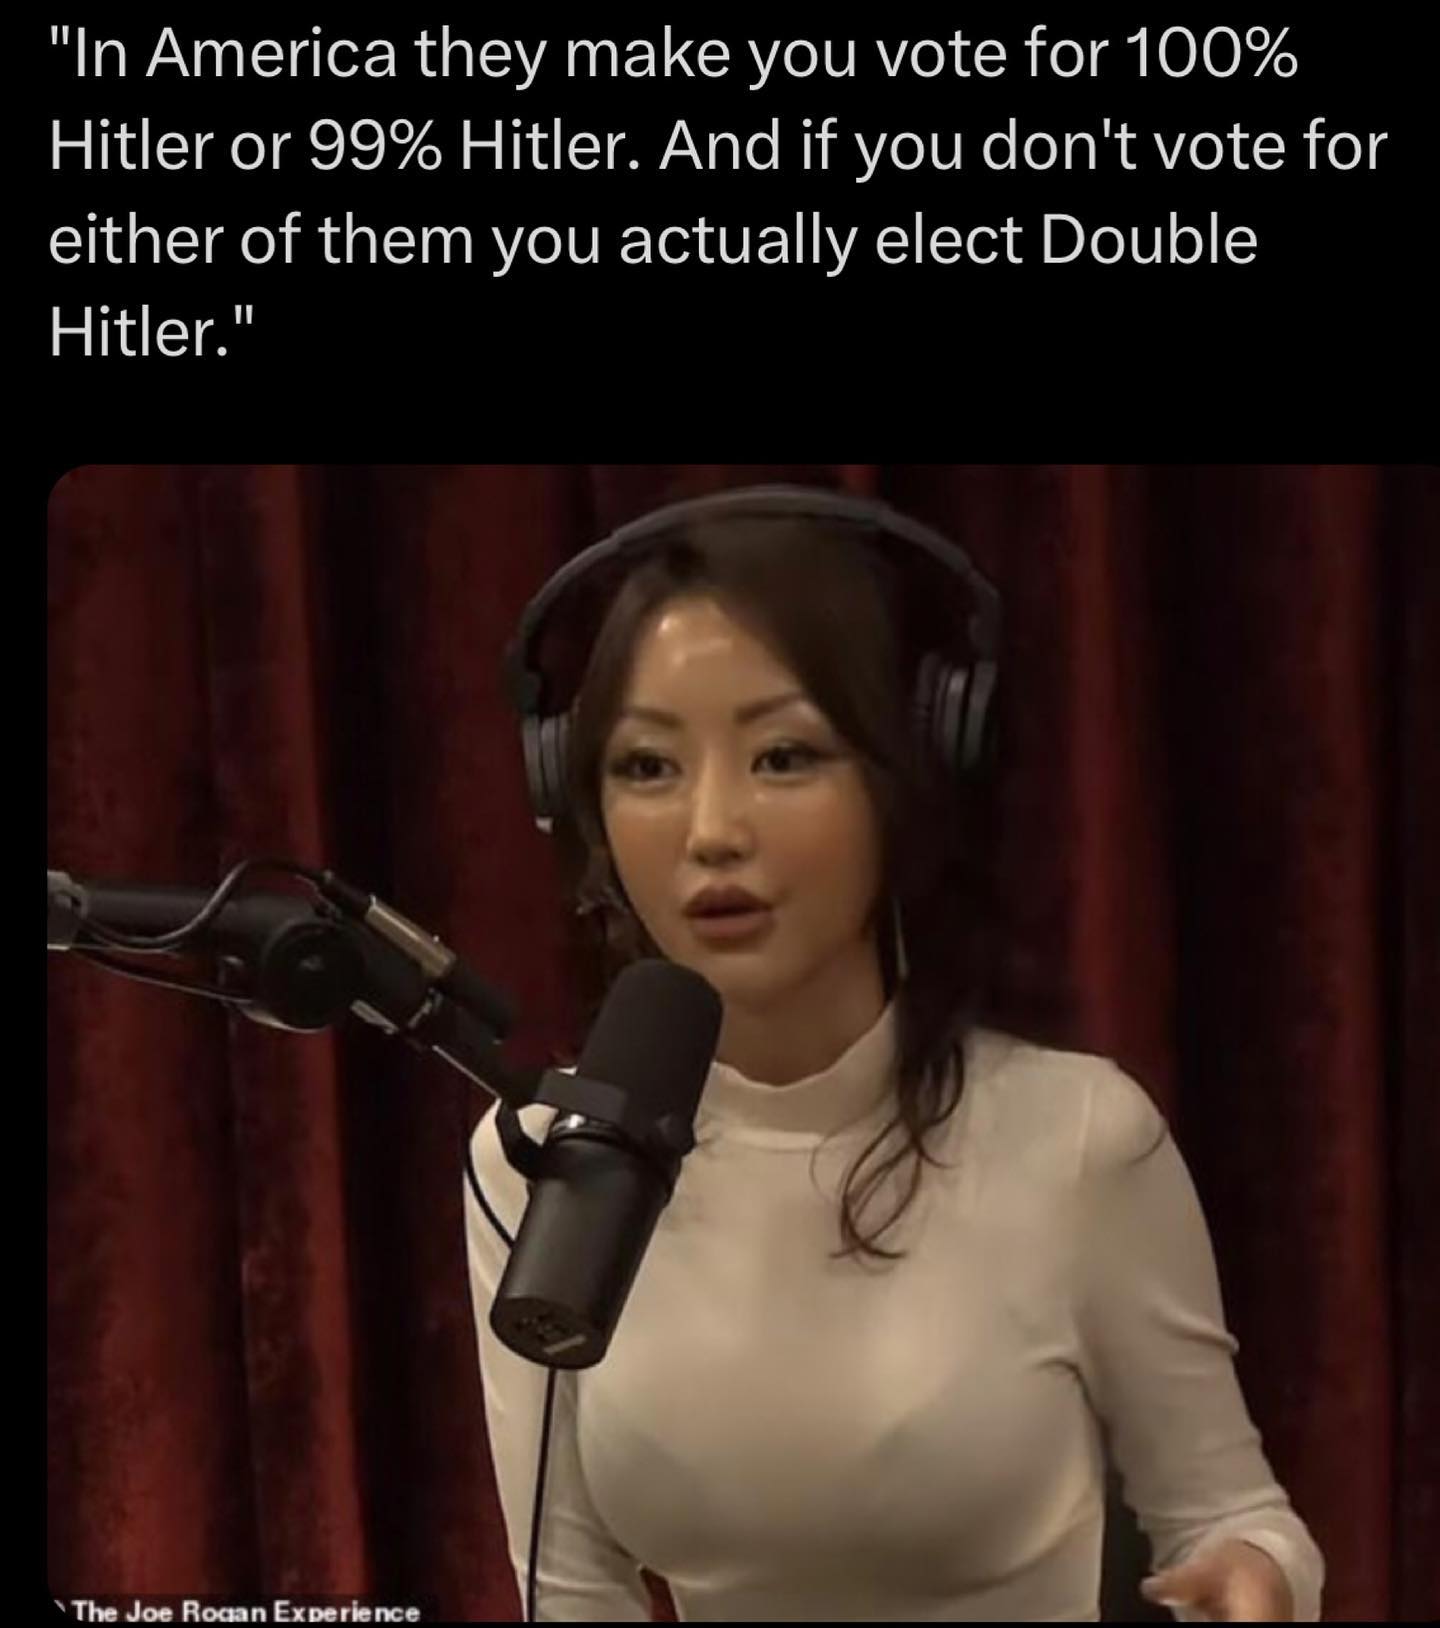 "In America they make you vote for 100%
Hitler or 99% Hitler. And if you don't vote for
either of them you actually elect Double
Hitler."
The Joe Rogan Experience